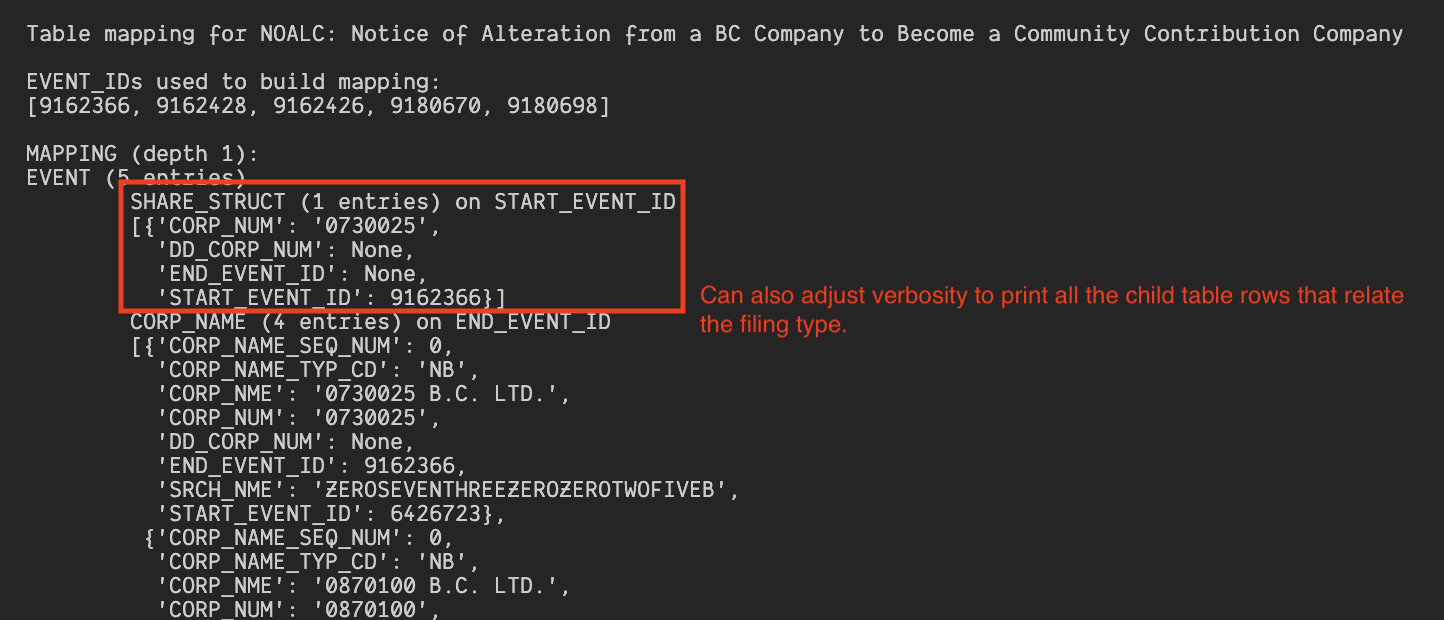 Table mapping for NOALC: Notice of Alteration from a BC Company to Become a Community Contribution Company
EVENT_IDs used to build mapping:
[9162366, 9162428, 9162426, 9180670, 9180698]
MAPPING (depth 1):
EVENT (5 entries)
SHARE_STRUCT (1 entries) on START_EVENT_ID
[{'CORP_NUM': '0730025',
'DD_CORP_NUM': None,
'END_EVENT_ID': None,
'START_EVENT_ID': 9162366}]
Can also adjust verbosity to print all the child table rows that relate
the filing type.
CORP_NAME (4 entries) on END_EVENT_ID
[{'CORP_NAME_SEQ_NUM': 0,
'CORP_NAME_TYP_CD': 'NB',
'CORP_NME': '0730025 B.C. LTD.',
'CORP_NUM': '0730025',
'DD_CORP_NUM': None,
'END_EVENT_ID': 9162366,
'SRCH_NME': 'ƵEROSEVENTHREEƵEROƵEROTWOFIVEB',
'START_EVENT_ID': 6426723},
{'CORP_NAME_SEQ_NUM': 0,
'CORP_NAME_TYP_CD': 'NB',
'CORP_NME': '0870100 B.C. LTD.',
'CORP_NUM': '0870100',